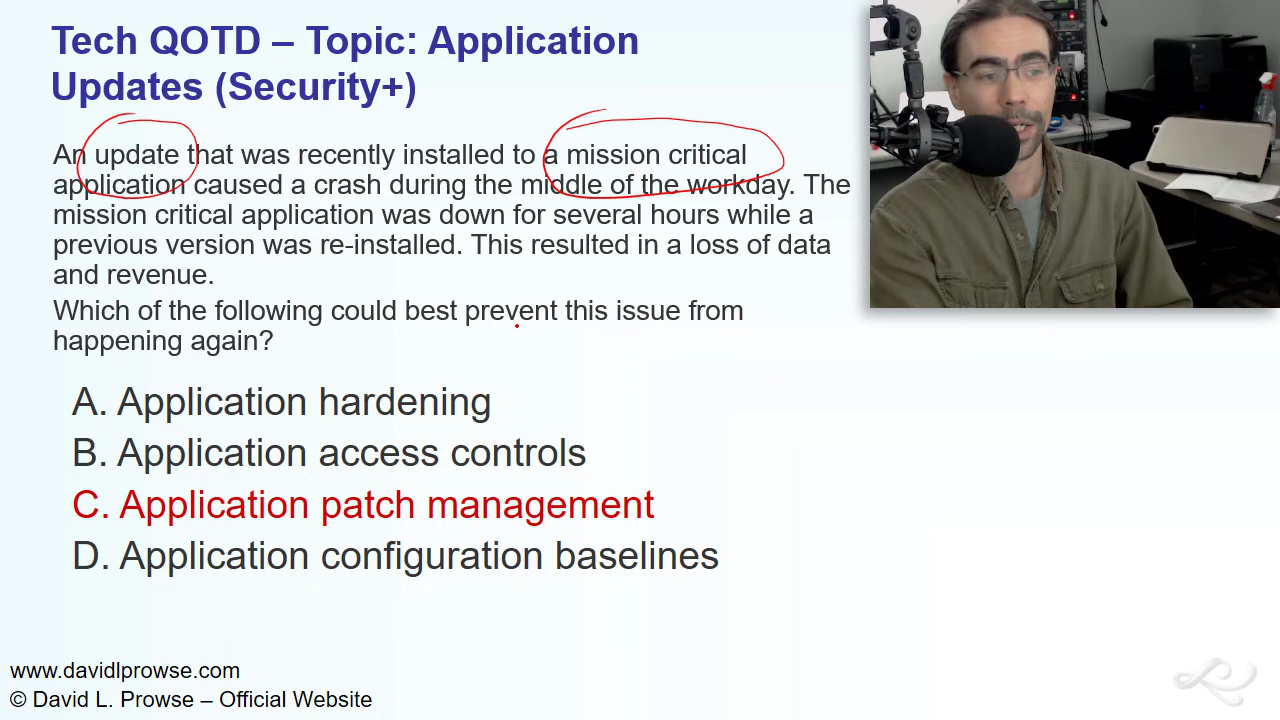 Tech QOTD – Topic: Application
Updates (Security+)
An update that was recently installed to a mission critical
application caused a crash during the middle of the workday. The
mission critical application was down for several hours while a
previous version was re-installed. This resulted in a loss of data
and revenue.
Which of the following could best prevent this issue from
happening again?
A. Application hardening
B. Application access controls
C. Application patch management
D. Application configuration baselines
www.davidlprowse.com
© David L. Prowse – Official Website